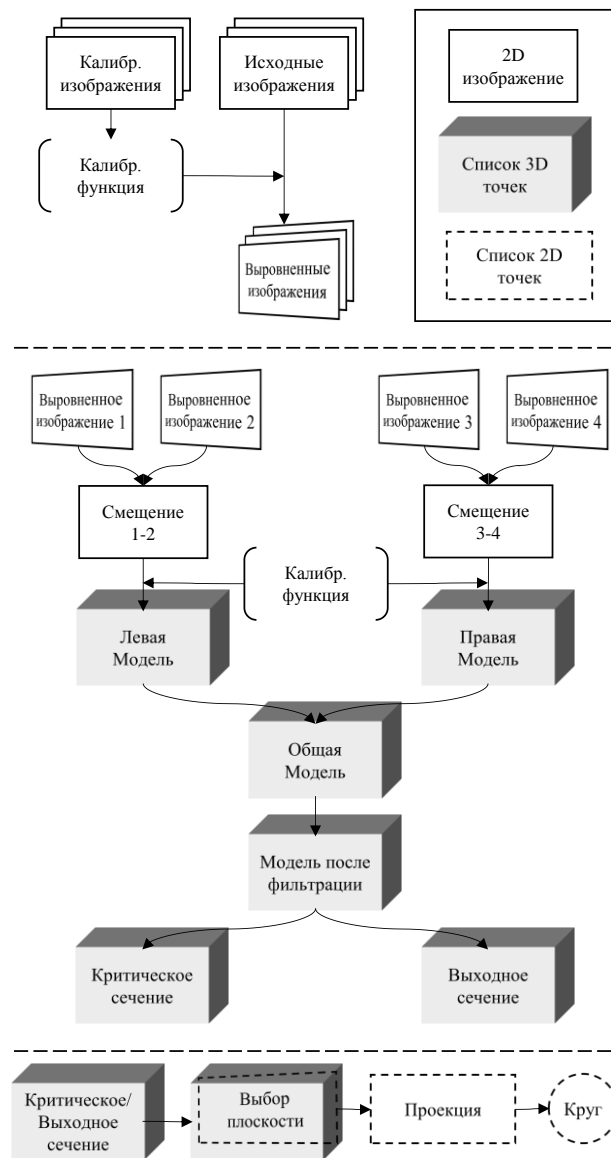 Калибр.
изображения
Исходные
изображения
Калибр.
функция
Выровненные
изображения
2D
изображение
Список 3D
точек
Список 2D
точек
Выровненное
изображение 1
Выровненное
изображение 2
Выровненное
изображение 3
Выровненное
изображение 4
Смещение
1-2
Смещение
3-4
Калибр.
функция
Левая
Модель
Правая
Модель
Общая
Модель
Модель после
фильтрации
Критическое
сечение
Выходное
сечение
Критическое/
Выходное
сечение
Выбор
плоскости
Проекция
Круг